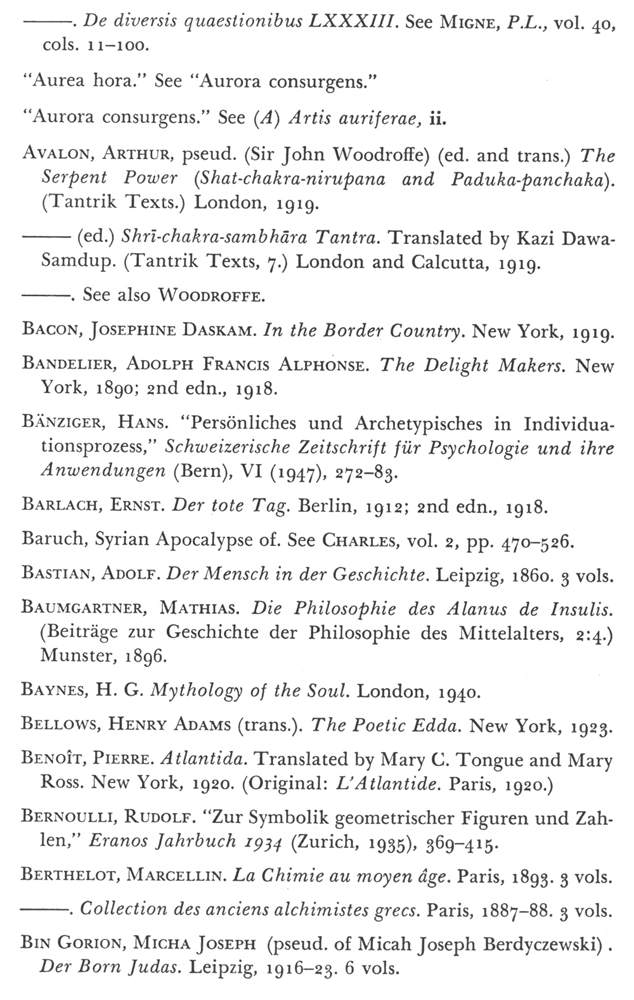 ———. De diversis quaestionibus LXXXIII. See MIGNE, P.L., vol. 40,
cols. 11–100.
"Aurea hora." See "Aurora consurgens."
"Aurora consurgens." See (A) Artis auriferae, ii.
AVALON, ARTHUR, pseud. (Sir John Woodroffe) (ed. and trans.) The
Serpent Power (Shat-chakra-nirupana and Paduka-panchaka).
(Tantrik Texts.) London, 1919.
——— (ed.) Shrī-chakra-sambhāra Tantra. Translated by Kazi Dawa-
Samdup. (Tantrik Texts, 7.) London and Calcutta, 1919.
———. See also WOODROFFE.
BACON, JOSEPHINE DASKAM. In the Border Country. New York, 1919.
BANDELIER, ADOLPH FRANCIS ALPHONSE. The Delight Makers. New
York, 1890; 2nd edn., 1918.
BÄNZIGER, HANS. "Persönliches und Archetypisches in Individua-
tionsprozess," Schweizerische Zeitschrift für Psychologie und ihre
Anwendungen (Bern), VI (1947), 272–83.
BARLACH, ERNST. Der tote Tag. Berlin, 1912; 2nd edn., 1918.
Baruch, Syrian Apocalypse of. See CHARLES, vol. 2, pp. 470–526.
BASTIAN, ADOLF. Der Mensch in der Geschichte. Leipzig, 1860. 3 vols.
BAUMGARTNER, MATHIAS. Die Philosophie des Alanus de Insulis.
(Beiträge zur Geschichte der Philosophie des Mittelalters, 2:4.)
Munster, 1896.
BAYNES, H. G. Mythology of the Soul. London, 1940.
BELLOWS, HENRY ADAMS (trans.). The Poetic Edda. New York, 1923.
BENOÎT, PIERRE. Atlantida. Translated by Mary C. Tongue and Mary
Ross. New York, 1920. (Original: L'Atlantide. Paris, 1920.)
BERNOULLI, RUDOLF. "Zur Symbolik geometrischer Figuren und Zah-
len," Eranos Jahrbuch 1934 (Zurich, 1935), 369–415.
BERTHELOT, MARCELLIN. La Chimie au moyen âge. Paris, 1893. 3 vols.
———. Collection des anciens alchimistes grecs. Paris, 1887–88. 3 vols.
BIN GORION, MICHA JOSEPH (pseud. of Micah Joseph Berdyczewski) .
Der Born Judas. Leipzig, 1916–23. 6 vols.